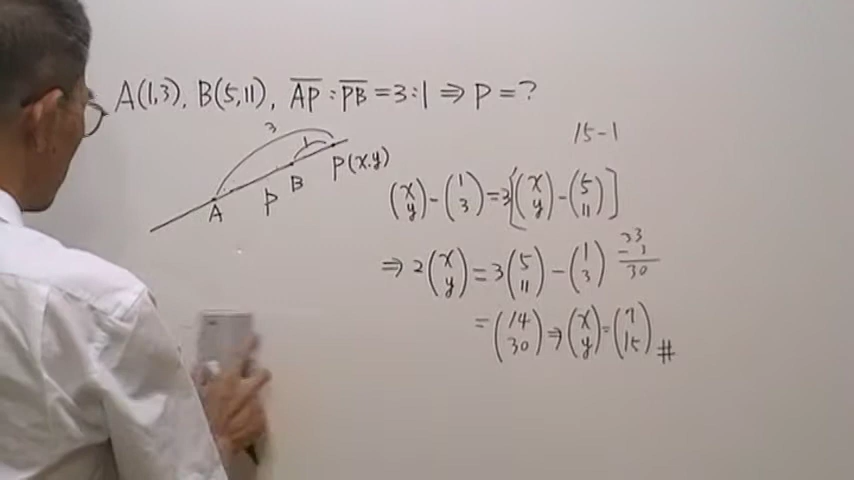 A(1,3), B(5,11), AP : PB = 3:1 ⇒ P = ?
3
1
P(x,y)
B
P
A
15-1
(x y) - (1 3) = 3[(x y) - (5 11)]
⇒ 2(x y) = 3(5 11) - (1 3)
33
- 3
30
= (14 30) ⇒ (x y) = (7 15) #